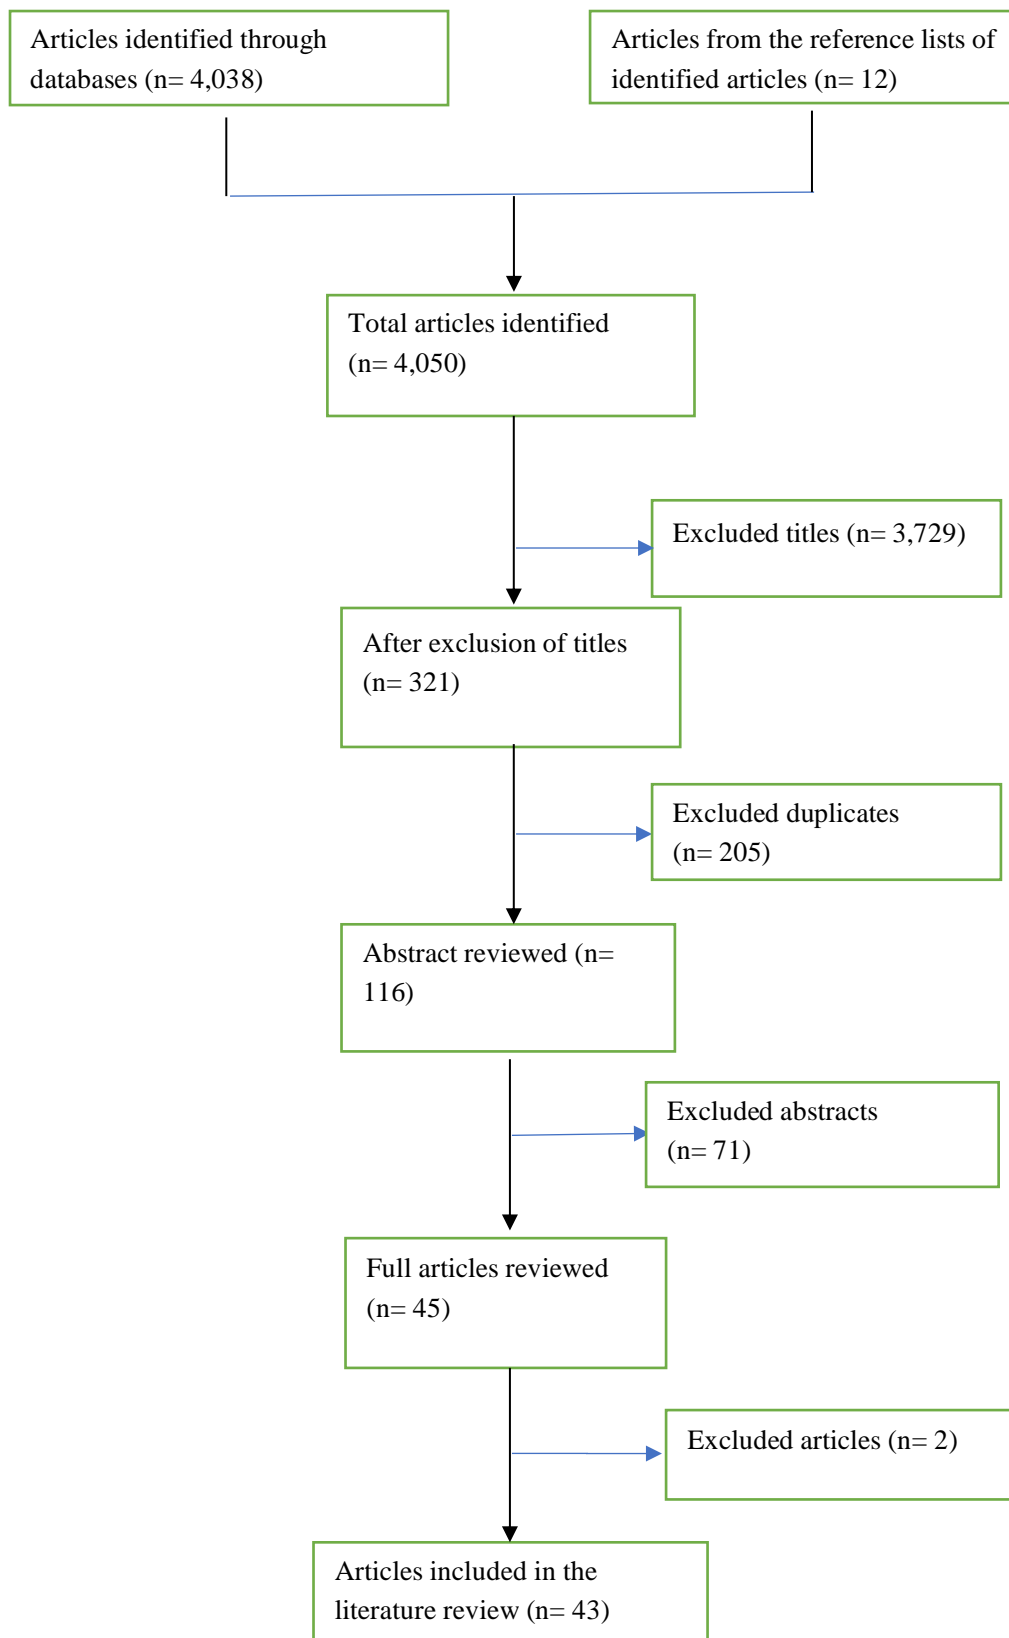 Articles identified through
databases (n= 4,038)
Articles from the reference lists of
identified articles (n= 12)
Total articles identified
(n= 4,050)
Excluded titles (n= 3,729)
After exclusion of titles
(n= 321)
Excluded duplicates
(n= 205)
Abstract reviewed (n=
116)
Excluded abstracts
(n= 71)
Full articles reviewed
(n= 45)
Excluded articles (n= 2)
Articles included in the
literature review (n= 43)